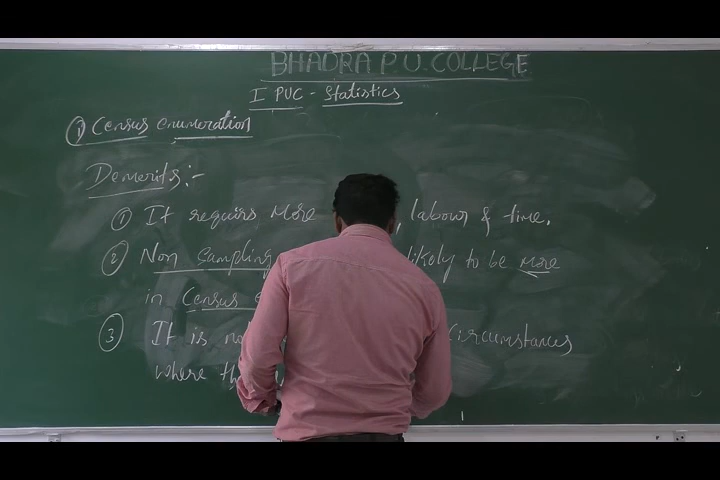 BHADRA P.U. COLLEGE
I PUC - Statistics
① Census enumeration
Demerits:-
① It requirs More , labour & time.
② Non Sampling likely to be more
in Census
③ It is Circumstances
where